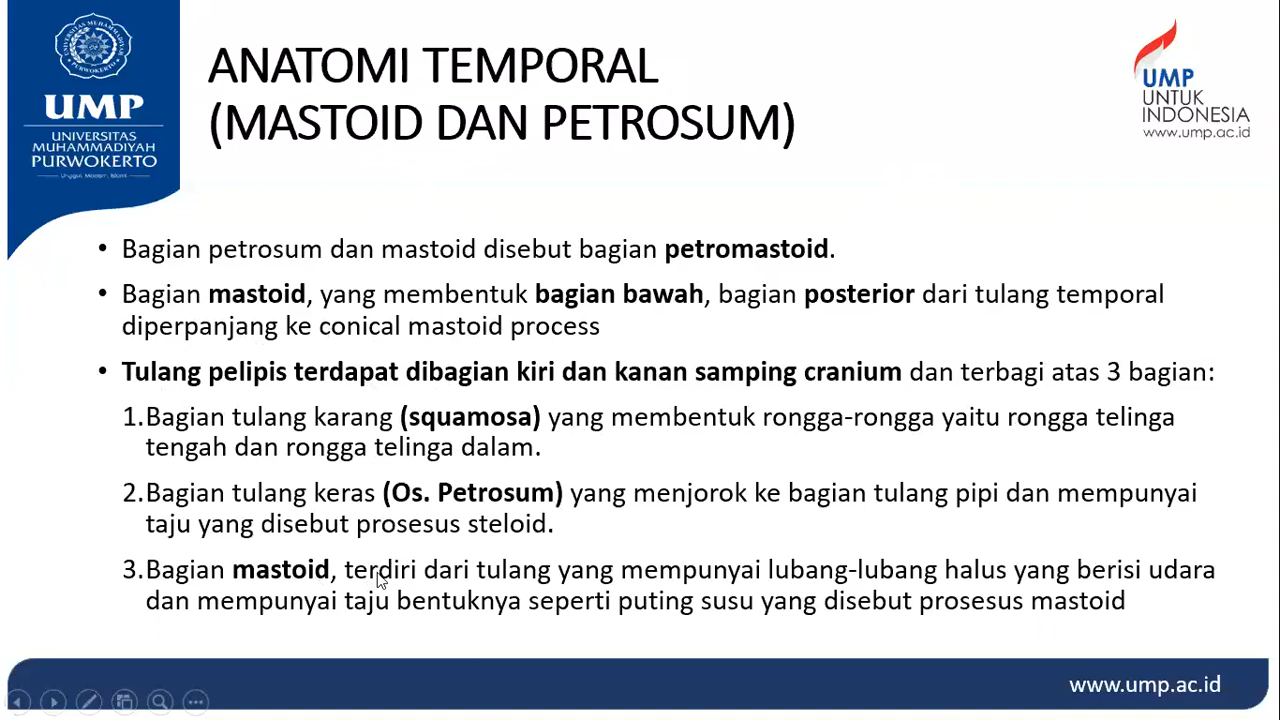 ANATOMI TEMPORAL
(MASTOID DAN PETROSUM)
UMP
UNIVERSITAS
MUHAMMADIYAH
PURWOKERTO
UMP
UNTUK
INDONESIA
www.ump.ac.id
• Bagian petrosum dan mastoid disebut bagian petromastoid.
• Bagian mastoid, yang membentuk bagian bawah, bagian posterior dari tulang temporal
diperpanjang ke conical mastoid process
• Tulang pelipis terdapat dibagian kiri dan kanan samping cranium dan terbagi atas 3 bagian:
1.Bagian tulang karang (squamosa) yang membentuk rongga-rongga yaitu rongga telinga
tengah dan rongga telinga dalam.
2.Bagian tulang keras (Os. Petrosum) yang menjorok ke bagian tulang pipi dan mempunyai
taju yang disebut prosesus steloid.
3.Bagian mastoid, terdiri dari tulang yang mempunyai lubang-lubang halus yang berisi udara
dan mempunyai taju bentuknya seperti puting susu yang disebut prosesus mastoid
www.ump.ac.id